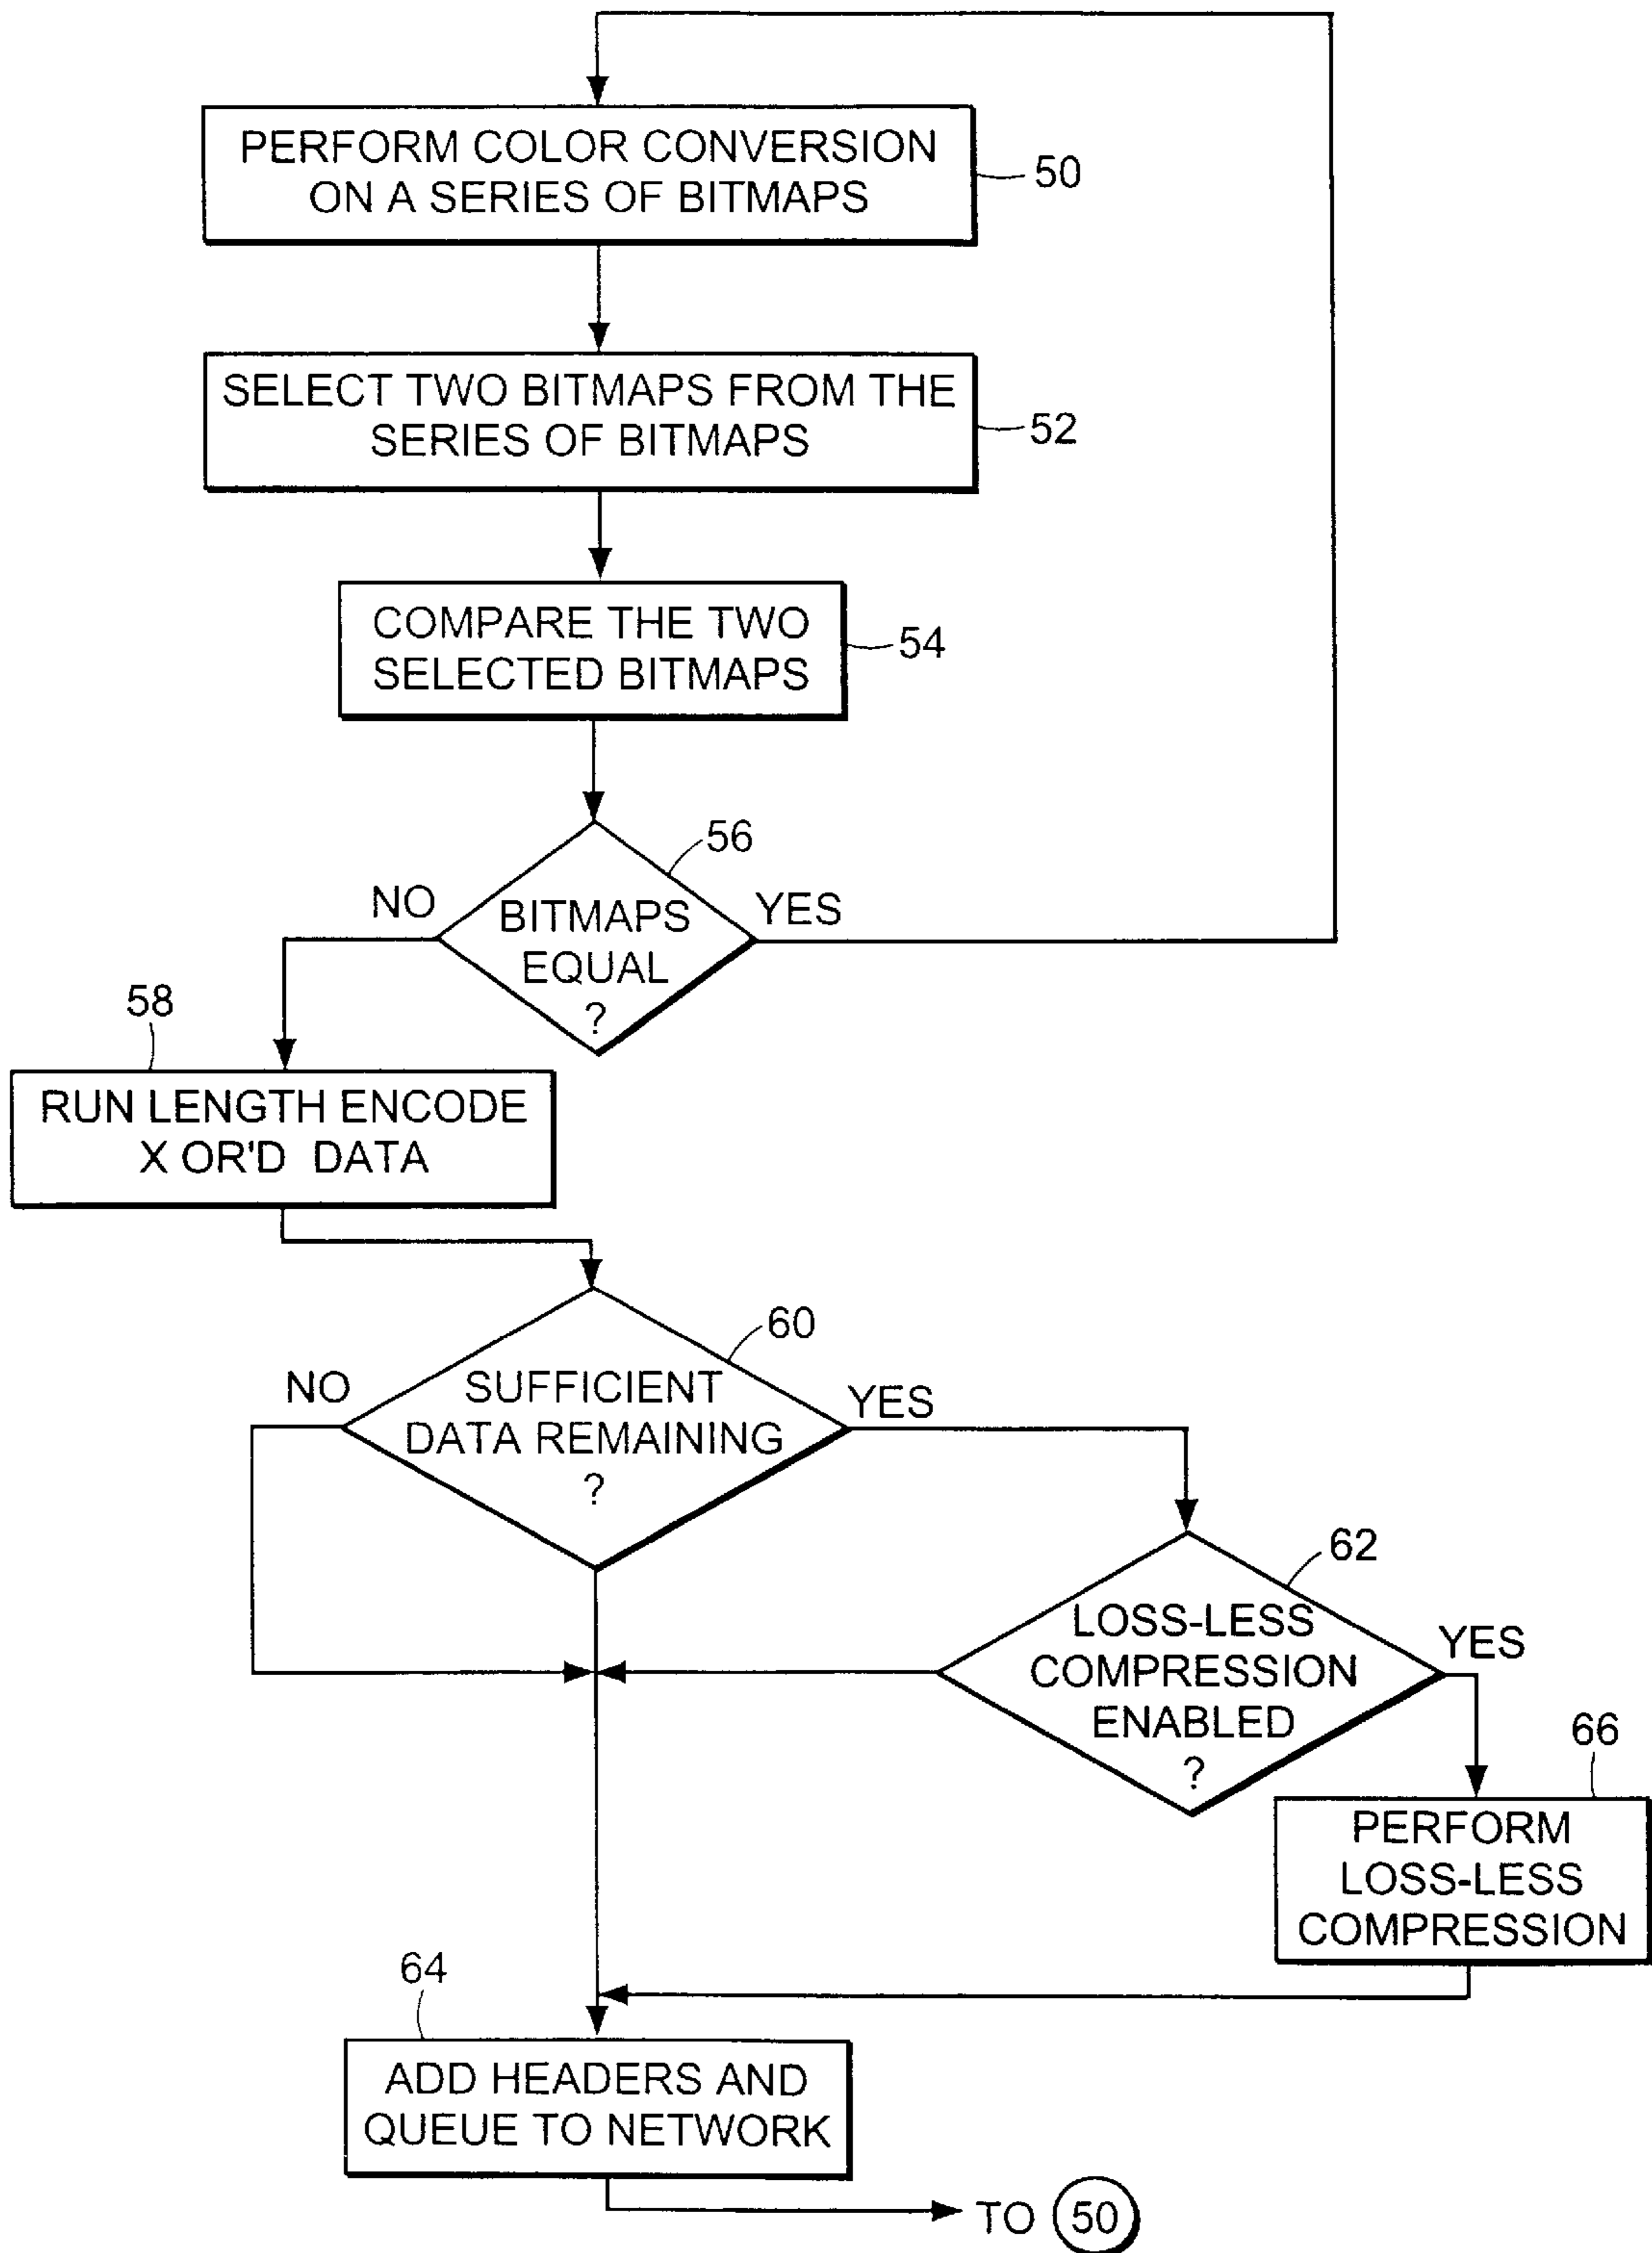 PERFORM COLOR CONVERSION
ON A SERIES OF BITMAPS
50
SELECT TWO BITMAPS FROM THE
SERIES OF BITMAPS
52
COMPARE THE TWO
SELECTED BITMAPS
54
56
NO
YES
BITMAPS
EQUAL
?
58
RUN LENGTH ENCODE
X OR'D DATA
60
NO
YES
SUFFICIENT
DATA REMAINING
?
62
LOSS-LESS
COMPRESSION
ENABLED
?
YES
66
PERFORM
LOSS-LESS
COMPRESSION
64
ADD HEADERS AND
QUEUE TO NETWORK
TO 50